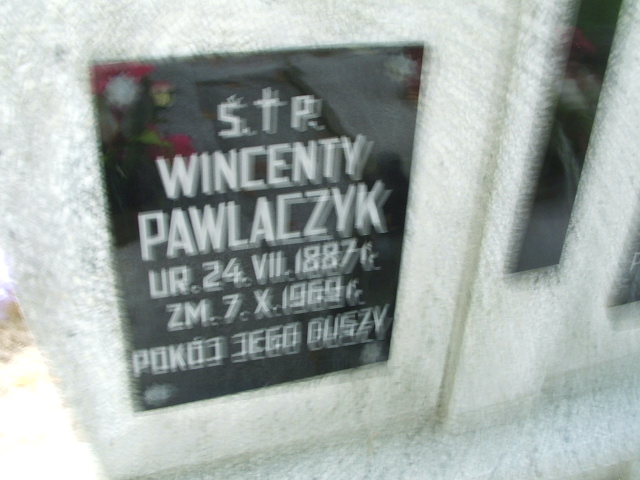 Ś. † P.
WINCENTY
PAWLACZYK
UR. 24. VII. 1887 r.
ZM. 7. X. 1969 r.
POKÓJ JEGO DUSZY